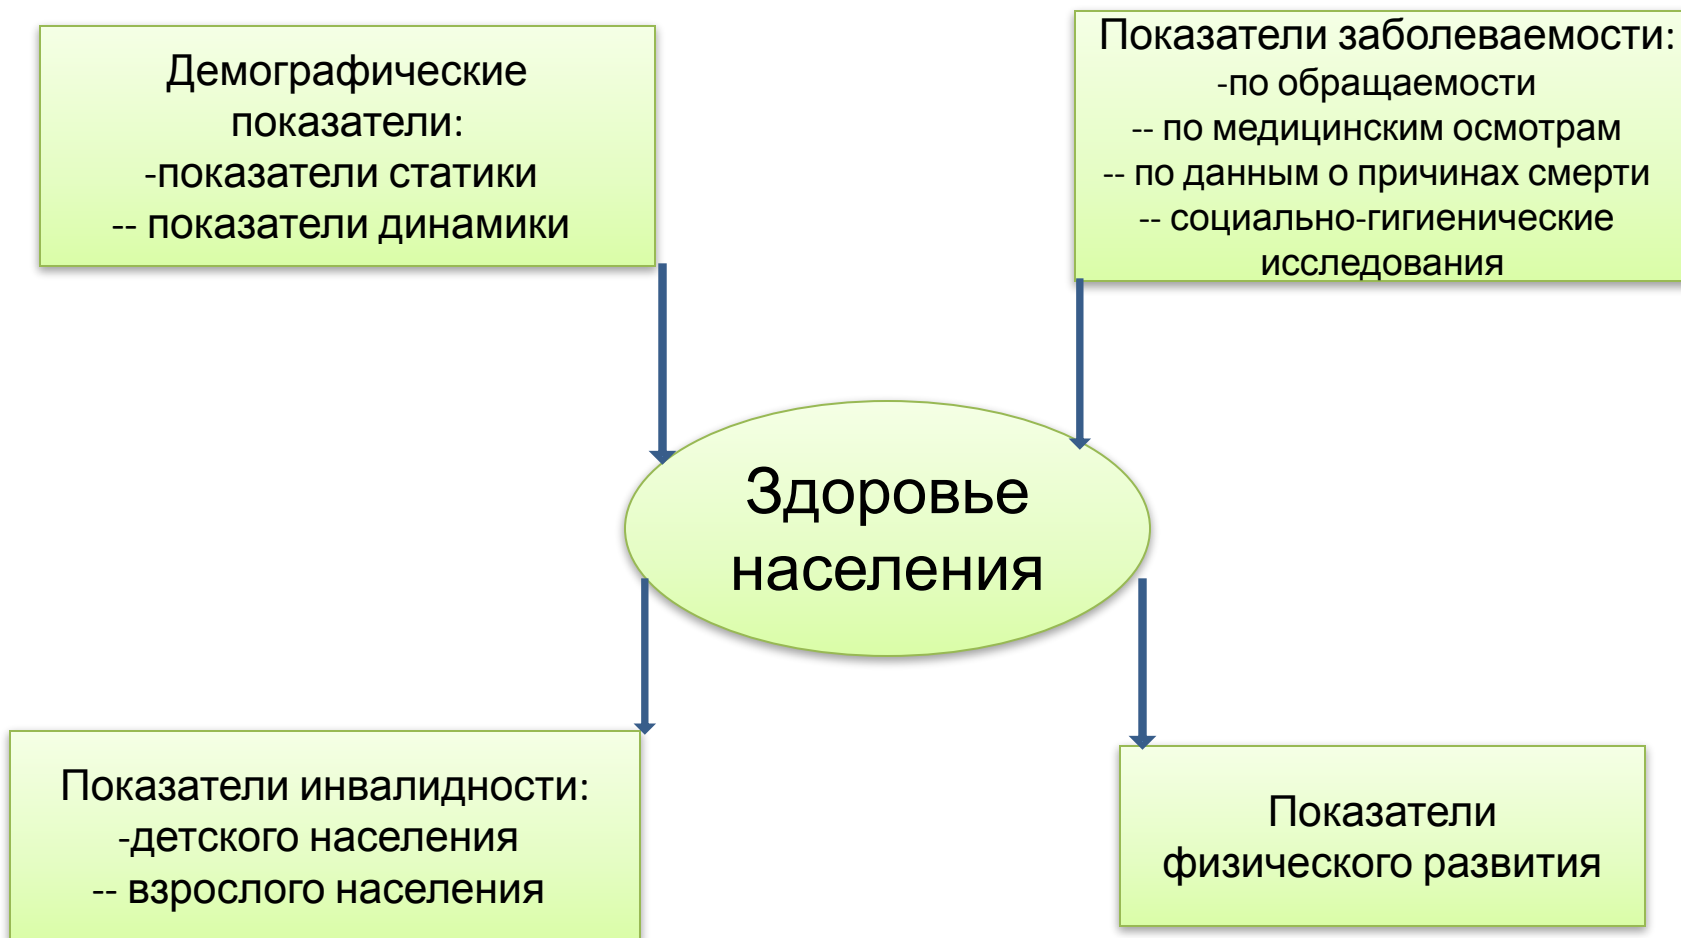 Демографические
показатели:
-показатели статики
-- показатели динамики
Показатели заболеваемости:
-по обращаемости
-- по медицинским осмотрам
-- по данным о причинах смерти
-- социально-гигиенические
исследования
Здоровье
населения
Показатели инвалидности:
-детского населения
-- взрослого населения
Показатели
физического развития